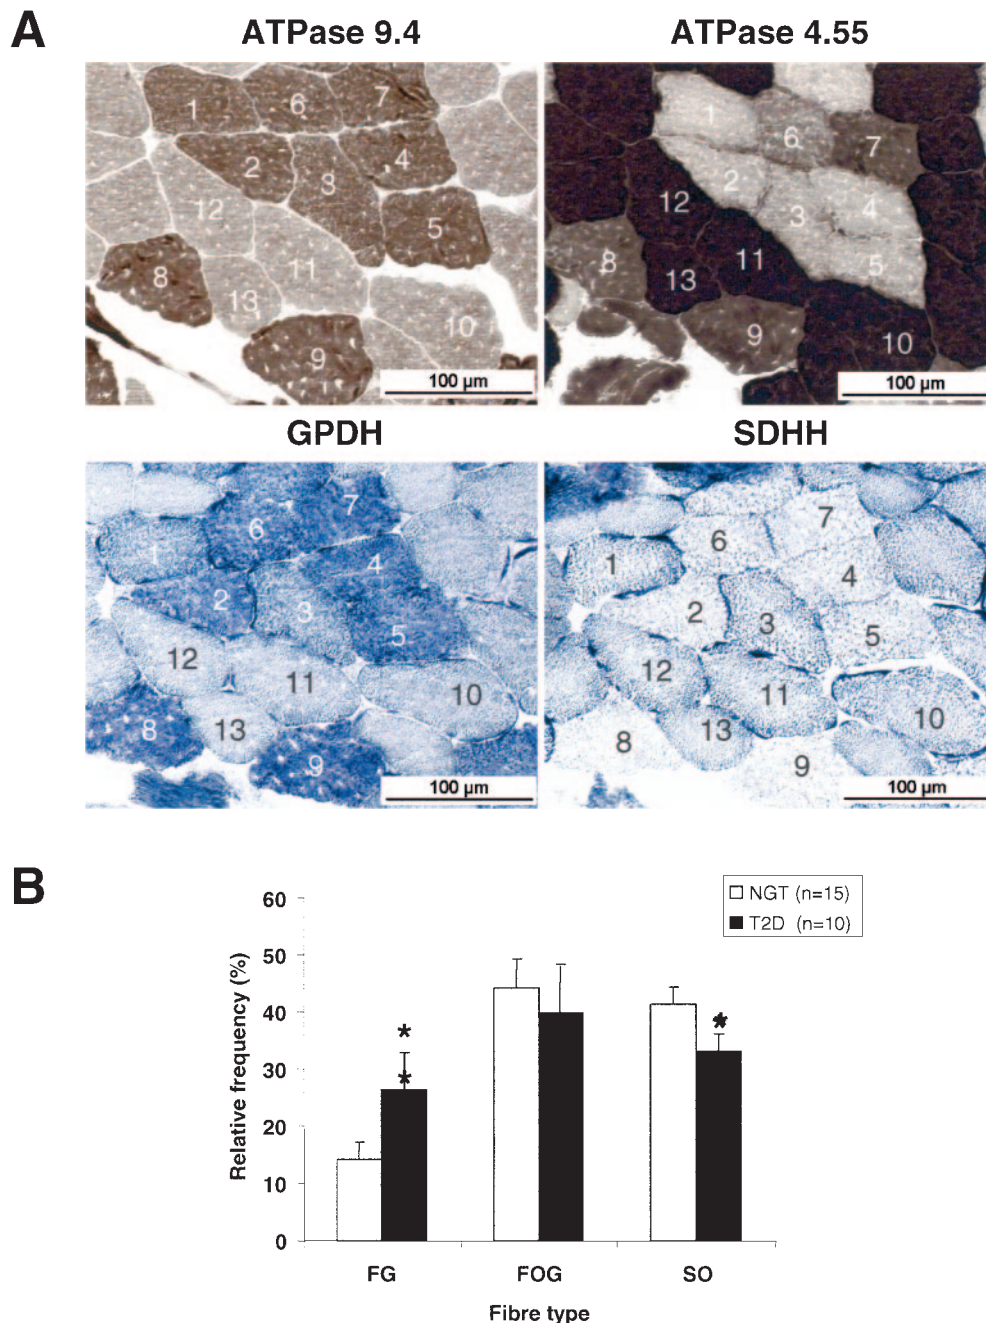 A
ATPase 9.4
ATPase 4.55
1 6 7
2 3 4
12 5
8 11
13 10
9
100 µm
1 6 7
2 4
12 3
8 11 5
13
9 10
100 µm
GPDH
SDHH
7
6
1 4
2 3
5
12 11
10
8 13
9
100 µm
7
6
1 4
2 3 5
12 11
10
8 13
9
100 µm
B
NGT (n=15)
T2D (n=10)
Relative frequency (%)
60
50
40
30
20
10
0
* * *
FG FOG SO
Fibre type